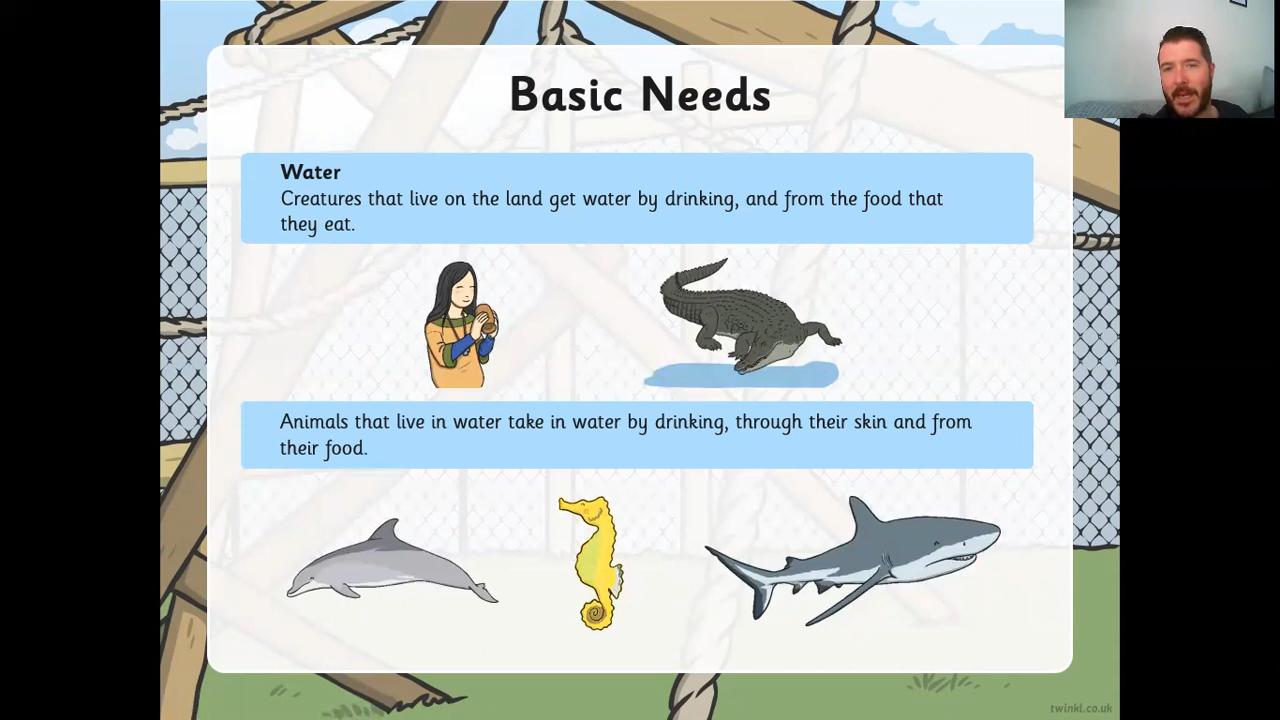 Basic Needs
Water
Creatures that live on the land get water by drinking, and from the food that
they eat.
Animals that live in water take in water by drinking, through their skin and from
their food.
twinkl.co.uk